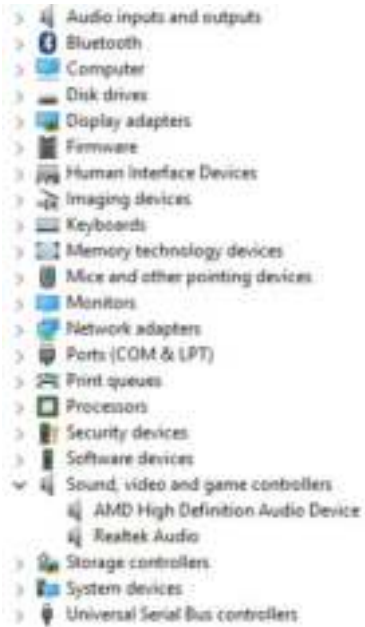 Audio inputs and outputs
Bluetooth
Computer
Disk drives
Display adapters
Firmware
Human Interface Devices
Imaging devices
Keyboards
Memory technology devices
Mice and other pointing devices
Monitors
Network adapters
Ports (COM & LPT)
Print queues
Processors
Security devices
Software devices
Sound, video and game controllers
AMD High Definition Audio Device
Realtek Audio
Storage controllers
System devices
Universal Serial Bus controllers